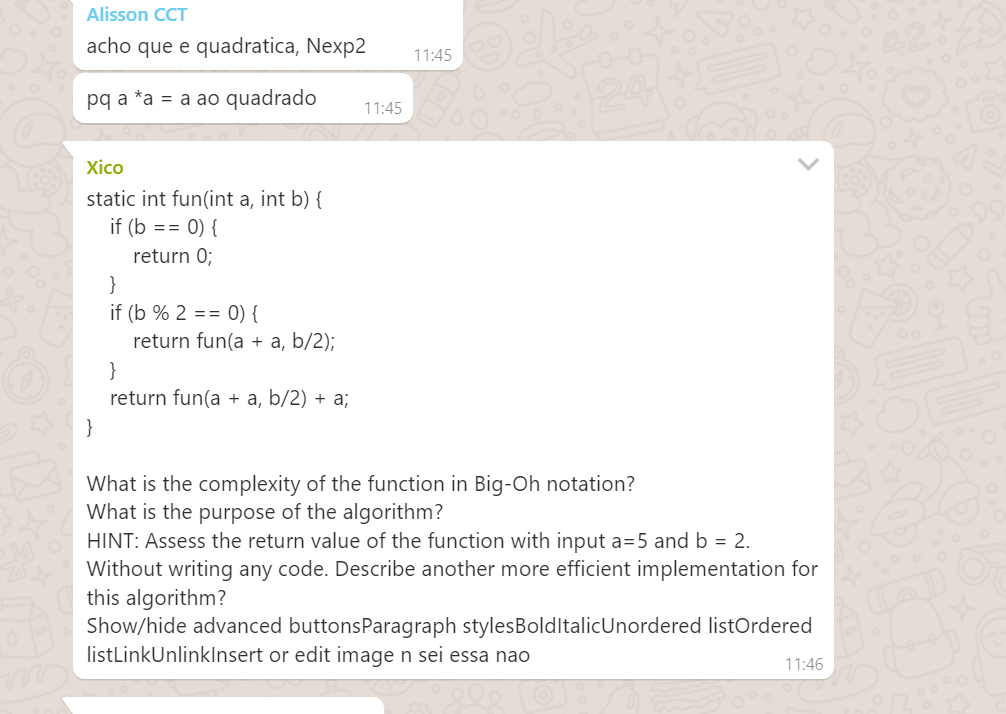 Alisson CCT
acho que e quadratica, Nexp2
11:45
pq a *a = a ao quadrado
11:45
Xico
static int fun(int a, int b) {
if (b == 0) {
return 0;
}
if (b % 2 == 0) {
return fun(a + a, b/2);
}
return fun(a + a, b/2) + a;
}
What is the complexity of the function in Big-Oh notation?
What is the purpose of the algorithm?
HINT: Assess the return value of the function with input a=5 and b = 2.
Without writing any code. Describe another more efficient implementation for
this algorithm?
Show/hide advanced buttonsParagraph stylesBoldItalicUnordered listOrdered
listLinkUnlinkInsert or edit image n sei essa nao
11:46